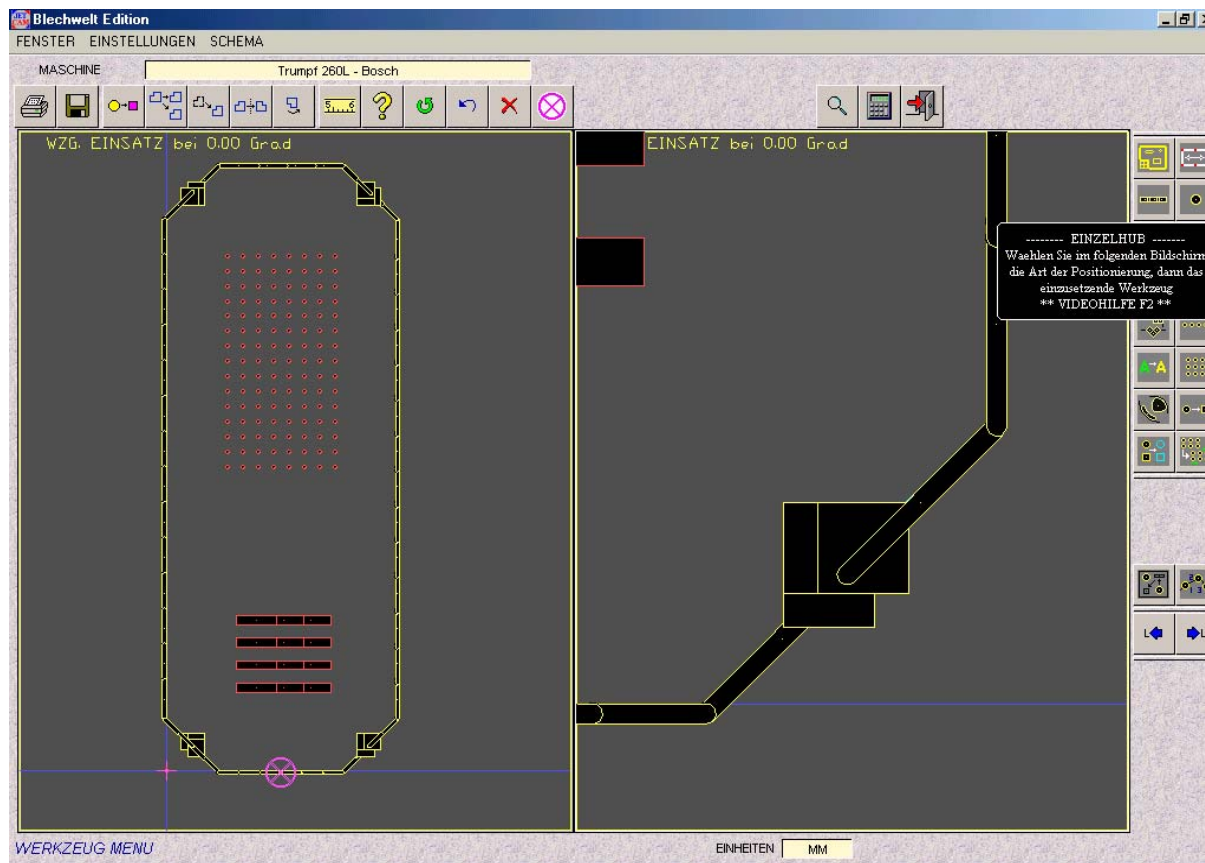 Blechwelt Edition
FENSTER EINSTELLUNGEN SCHEMA
MASCHINE Trumpf 260L - Bosch
WZG. EINSATZ bei 0.00 Grad
EINSATZ bei 0.00 Grad
-------- EINZELHUB -------
Waehlen Sie im folgenden Bildschirm
die Art der Positionierung, dann das
einzusetzende Werkzeug
** VIDEOHILFE F2 **
A A
L L
WERKZEUG MENU
EINHEITEN MM